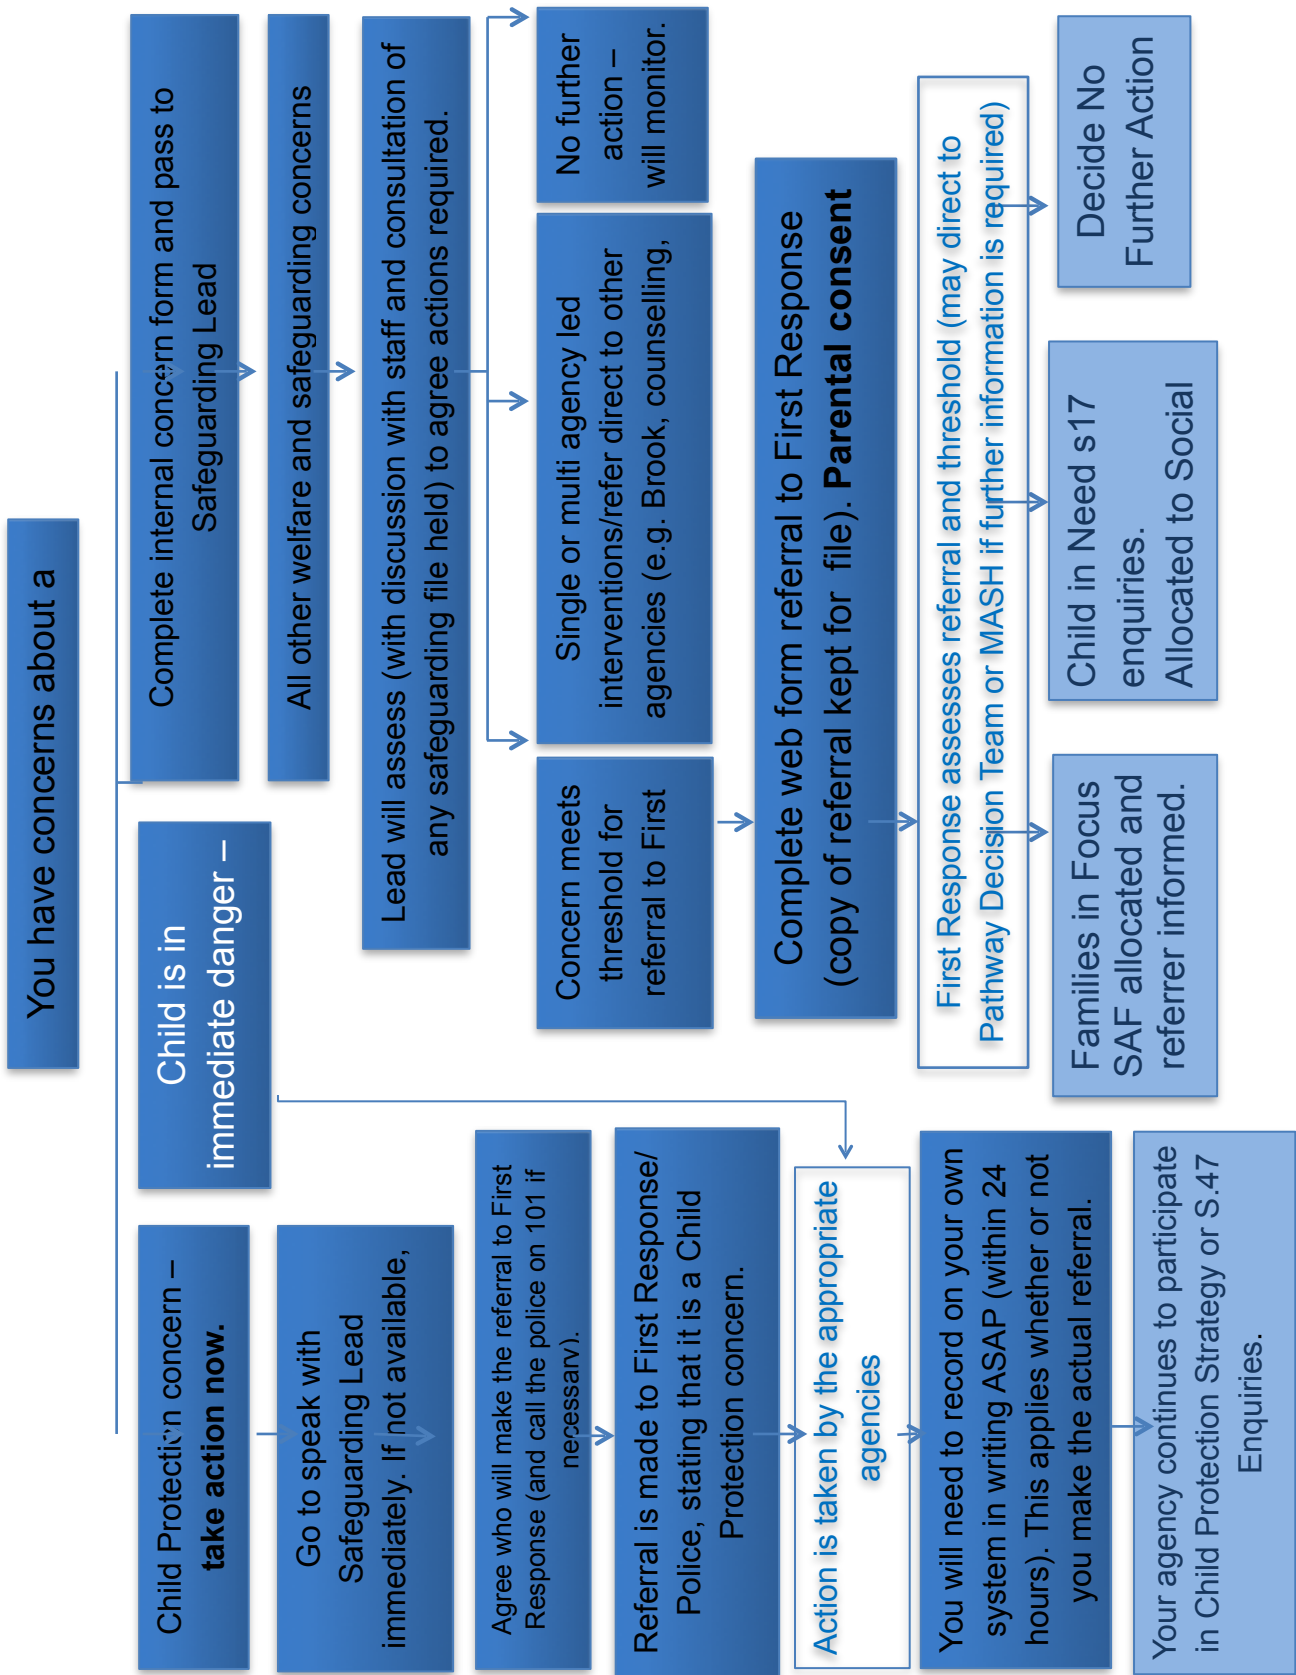 You have concerns about a
Child Protection concern –
take action now.
Child is in
immediate danger –
Complete internal concern form and pass to
Safeguarding Lead
Go to speak with
Safeguarding Lead
immediately. If not available,
All other welfare and safeguarding concerns
Agree who will make the referral to First
Response (and call the police on 101 if
necessary).
Lead will assess (with discussion with staff and consultation of
any safeguarding file held) to agree actions required.
Referral is made to First Response/
Police, stating that it is a Child
Protection concern.
Concern meets
threshold for
referral to First
Single or multi agency led
interventions/refer direct to other
agencies (e.g. Brook, counselling,
No further
action –
will monitor.
Action is taken by the appropriate
agencies
Complete web form referral to First Response
(copy of referral kept for file). Parental consent
You will need to record on your own
system in writing ASAP (within 24
hours). This applies whether or not
you make the actual referral.
First Response assesses referral and threshold (may direct to
Pathway Decision Team or MASH if further information is required)
Your agency continues to participate
in Child Protection Strategy or S.47
Enquiries.
Families in Focus
SAF allocated and
referrer informed.
Child in Need s17
enquiries.
Allocated to Social
Decide No
Further Action